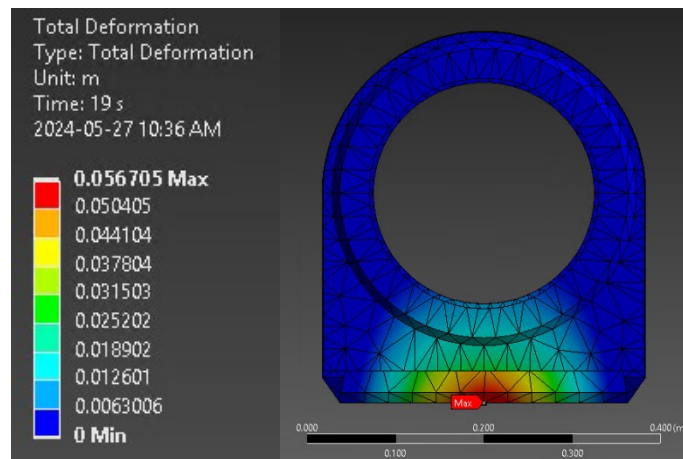 Total Deformation
Type: Total Deformation
Unit: m
Time: 19 s
2024-05-27 10:36 AM
0.056705 Max
0.050405
0.044104
0.037804
0.031503
0.025202
0.018902
0.012601
0.0063006
0 Min
Max
0.000 0.200 0.400 (m
0.100 0.300